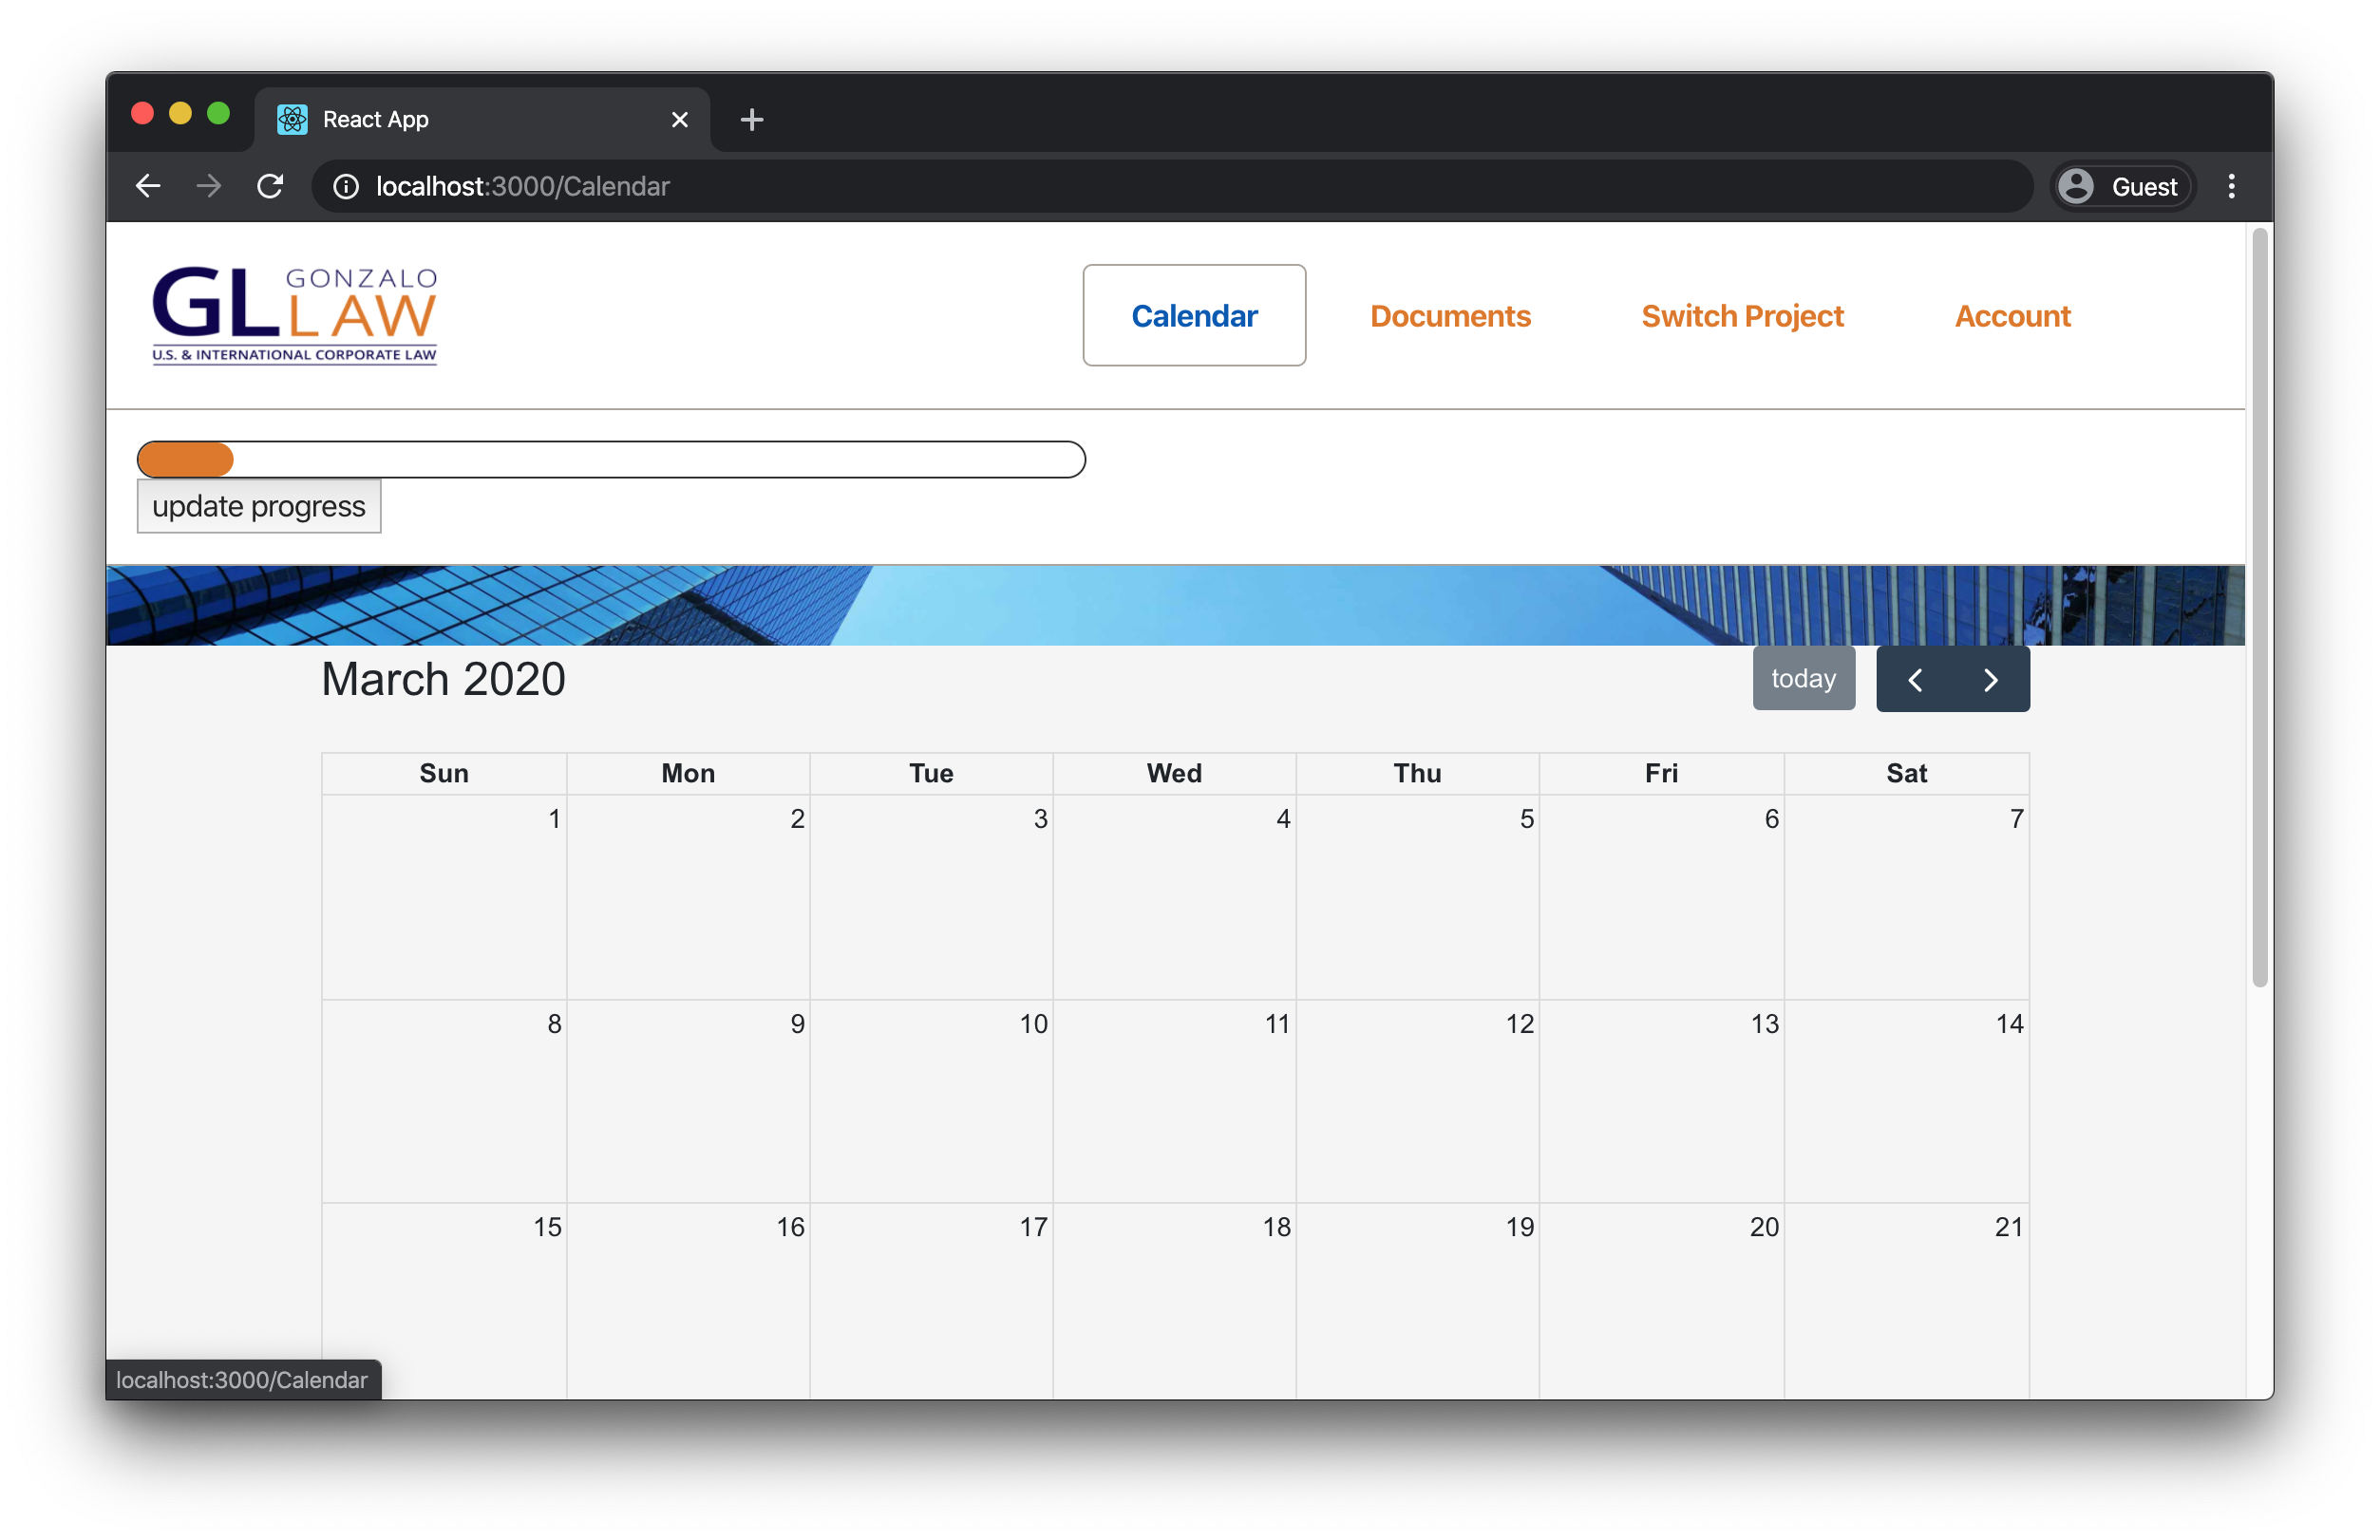 React App
localhost:3000/Calendar
Guest
GL GONZALO
LAW
U.S. & INTERNATIONAL CORPORATE LAW
Calendar Documents Switch Project Account
update progress
March 2020
today
Sun Mon Tue Wed Thu Fri Sat
1 2 3 4 5 6 7
8 9 10 11 12 13 14
15 16 17 18 19 20 21
localhost:3000/Calendar